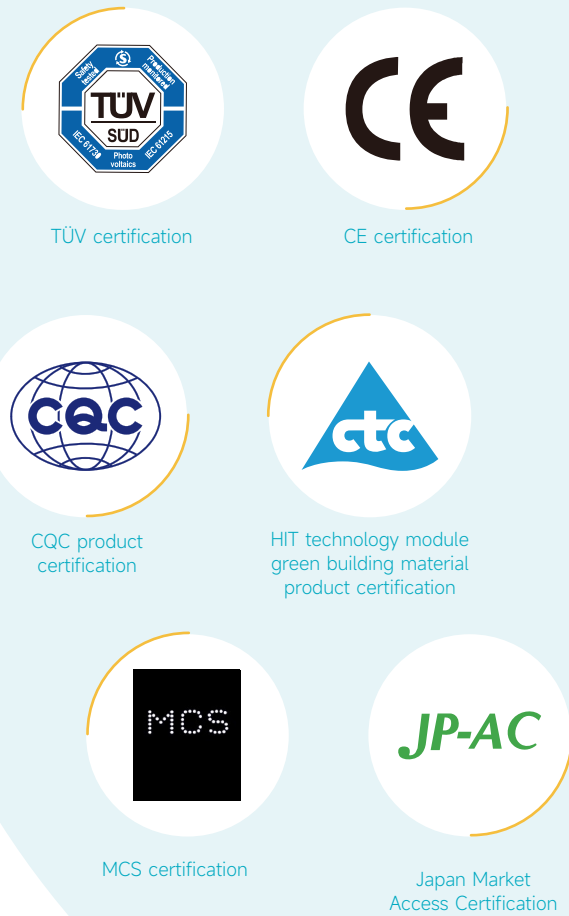 Safety tested
Production monitored
TÜV
SÜD
IEC 61730
Photo
voltaics
IEC 61215
CE
TÜV certification
CE certification
CQC
ctc
CQC product
certification
HIT technology module
green building material
product certification
MCS
JP-AC
MCS certification
Japan Market
Access Certification